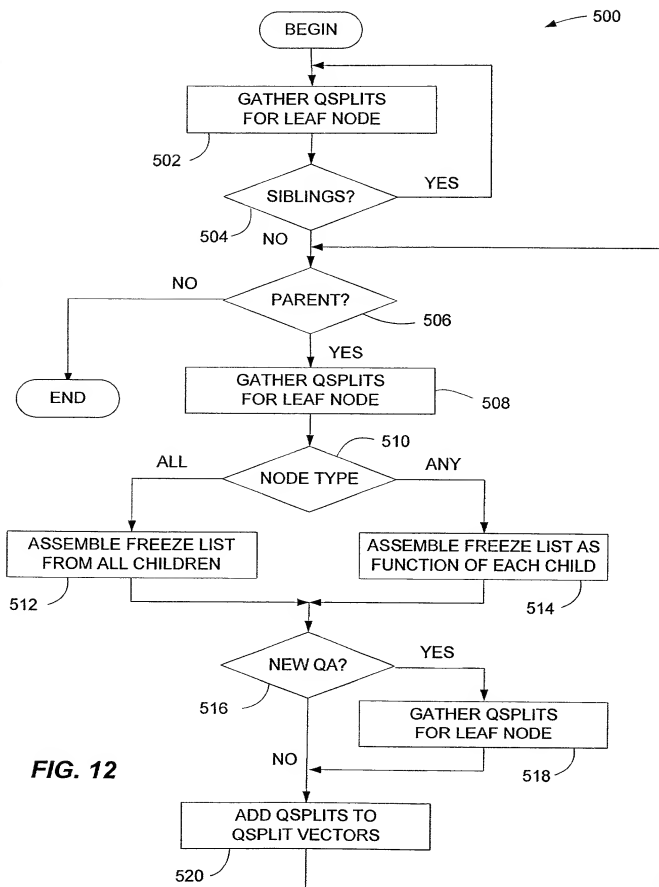 500
BEGIN
GATHER QSPLITS
FOR LEAF NODE
502
SIBLINGS?
YES
504
NO
NO
PARENT?
506
YES
GATHER QSPLITS
FOR LEAF NODE
508
END
510
ALL
NODE TYPE
ANY
ASSEMBLE FREEZE LIST
FROM ALL CHILDREN
512
ASSEMBLE FREEZE LIST AS
FUNCTION OF EACH CHILD
514
NEW QA?
YES
516
GATHER QSPLITS
FOR LEAF NODE
518
NO
FIG. 12
ADD QSPLITS TO
QSPLIT VECTORS
520